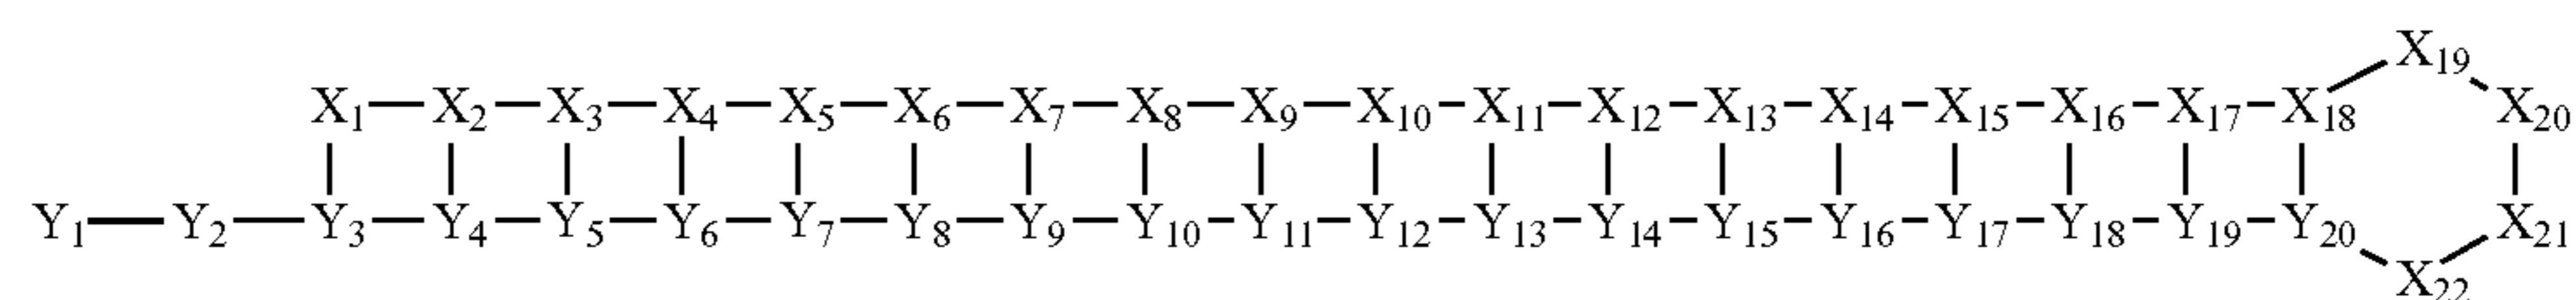 X₁₉
X₁ X₂ X₃ X₄ X₅ X₆ X₇ X₈ X₉ X₁₀ X₁₁ X₁₂ X₁₃ X₁₄ X₁₅ X₁₆ X₁₇ X₁₈ X₂₀
Y₁ Y₂ Y₃ Y₄ Y₅ Y₆ Y₇ Y₈ Y₉ Y₁₀ Y₁₁ Y₁₂ Y₁₃ Y₁₄ Y₁₅ Y₁₆ Y₁₇ Y₁₈ Y₁₉ Y₂₀ X₂₁
X₂₂